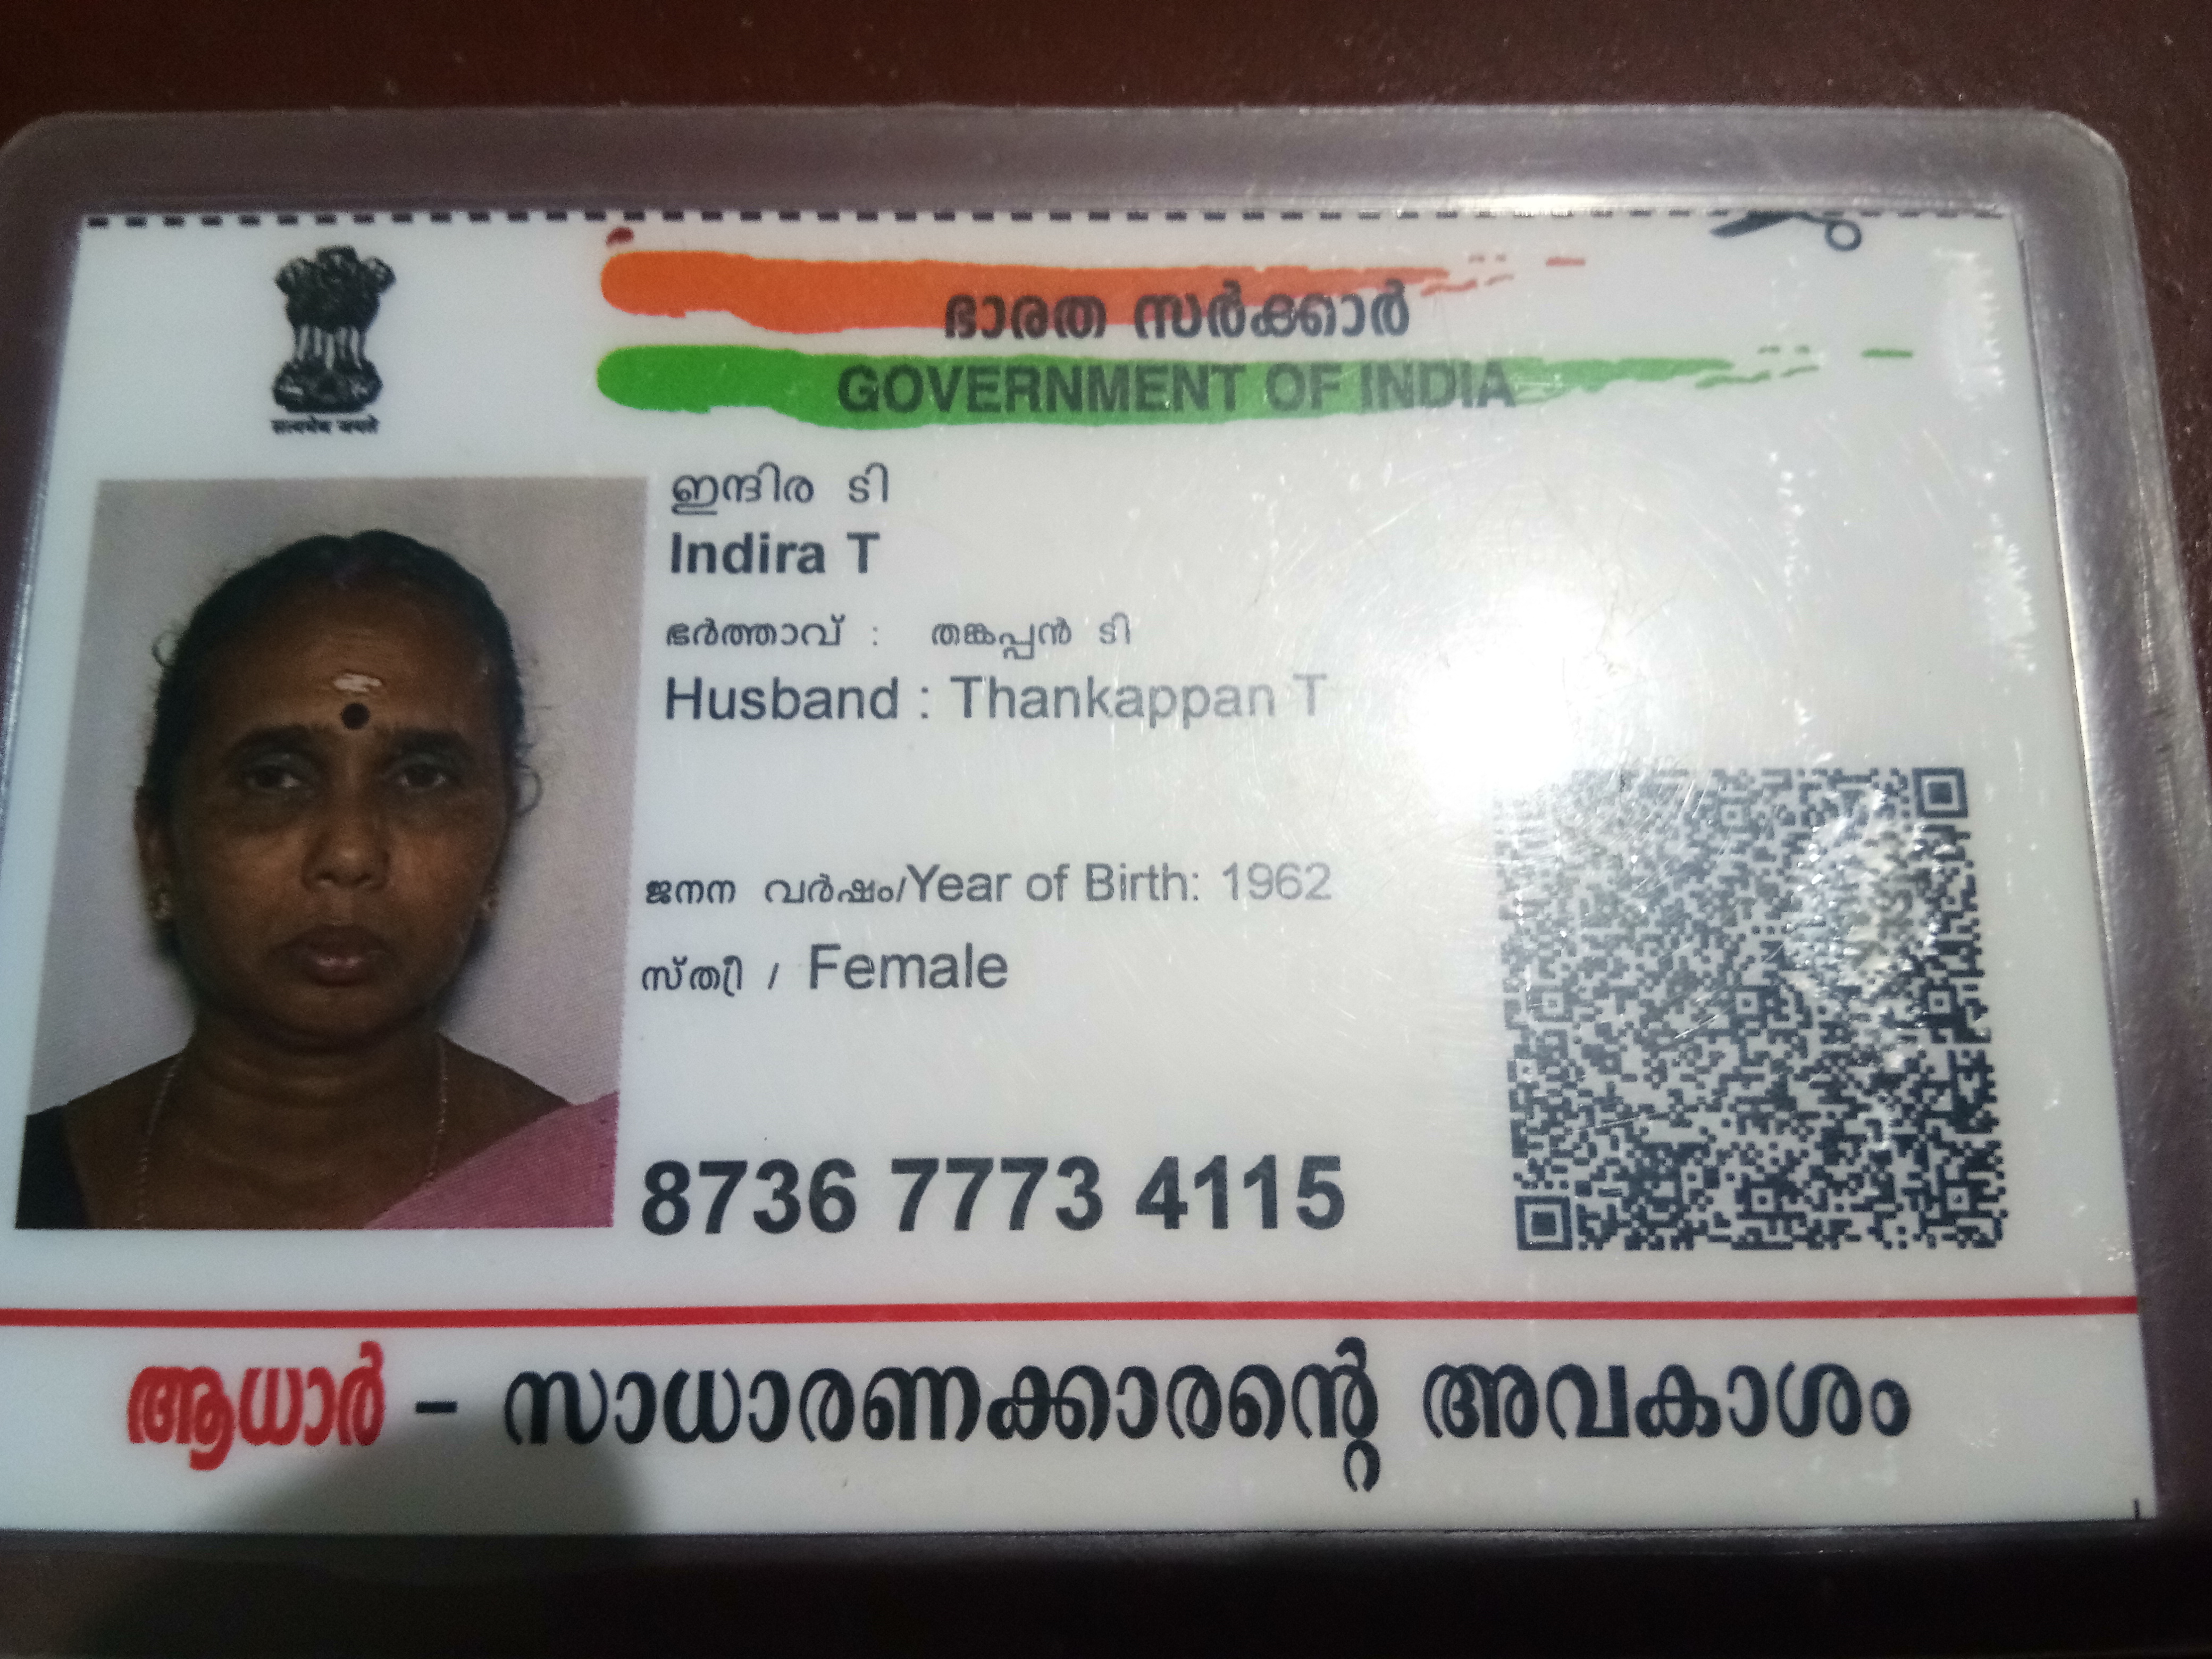 ഭാരത സർക്കാർ
GOVERNMENT OF INDIA
सत्यमेव जयते
ഇന്ദിര ടി
Indira T
ഭർത്താവ് : തങ്കപ്പൻ ടി
Husband : Thankappan T
ജനന വർഷം/Year of Birth: 1962
സ്ത്രീ / Female
8736 7773 4115
ആധാർ - സാധാരണക്കാരന്റെ അവകാശം